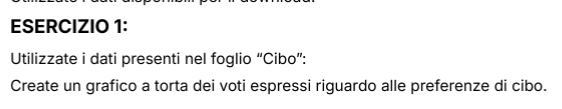 ESERCIZIO 1:
Utilizzate i dati presenti nel foglio “Cibo”:
Create un grafico a torta dei voti espressi riguardo alle preferenze di cibo.